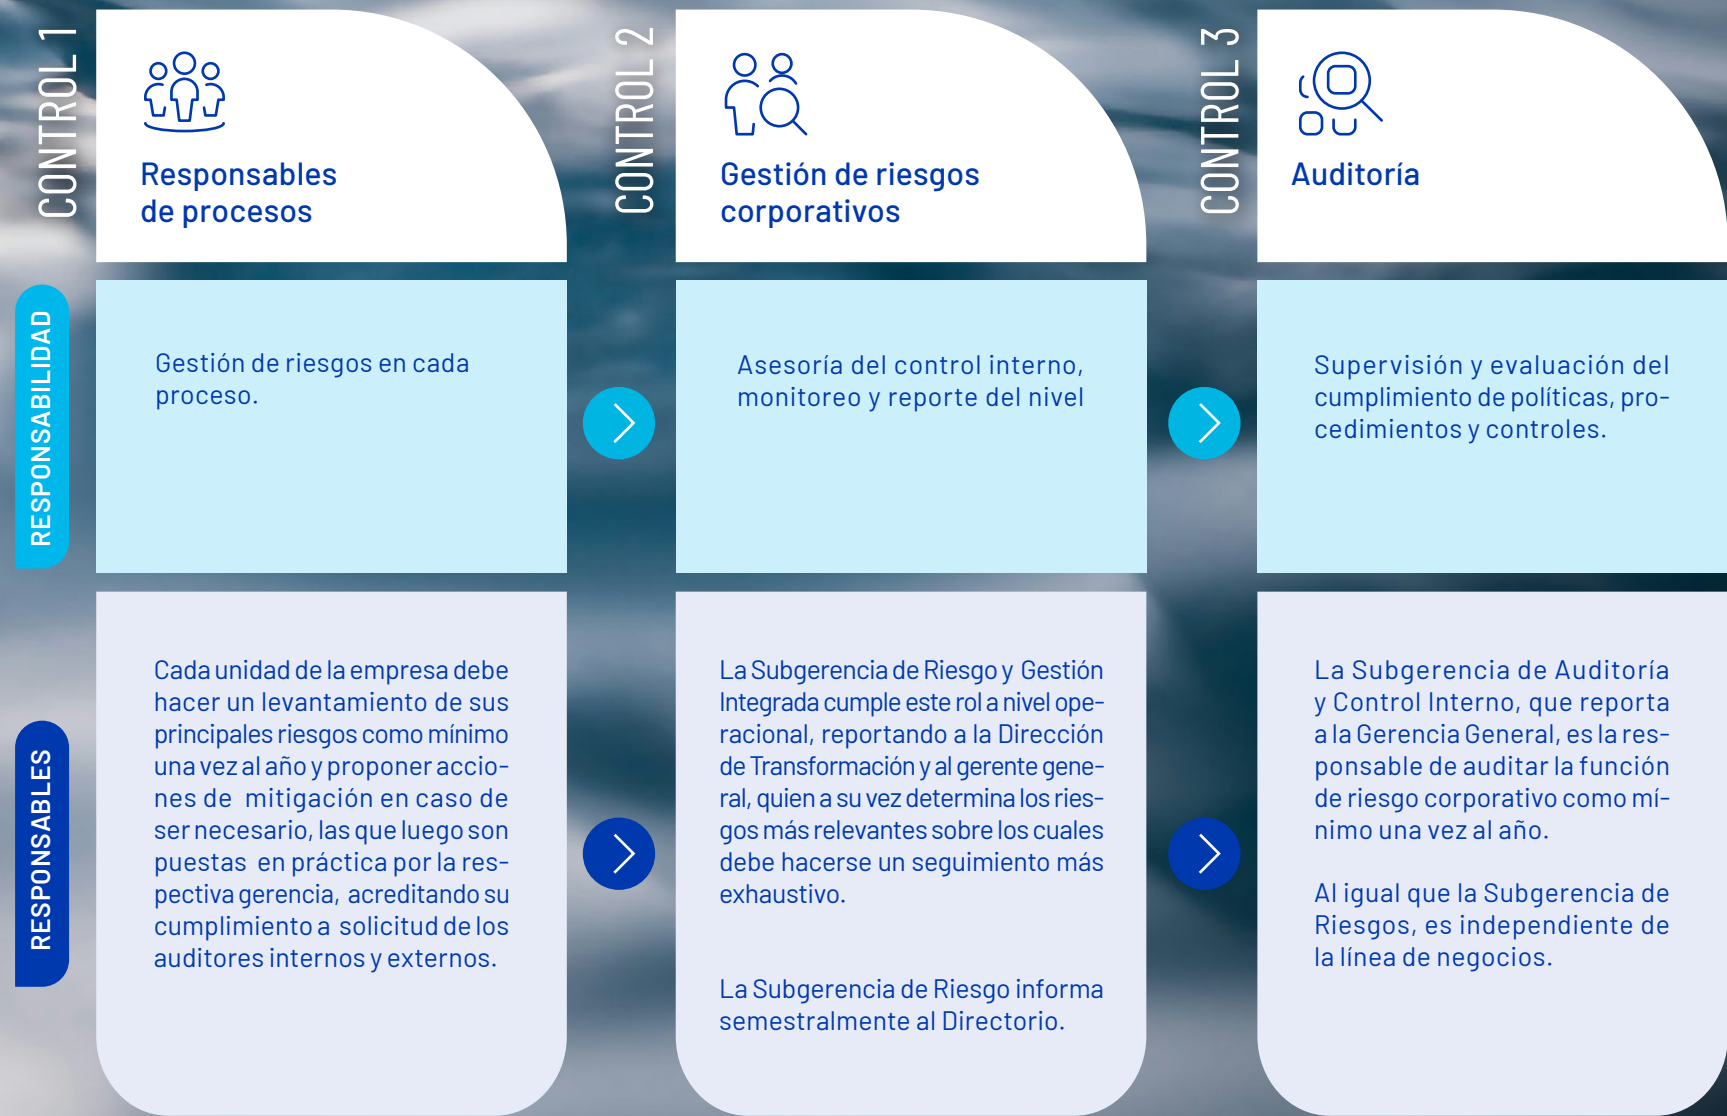 CONTROL 1
Responsables
de procesos
CONTROL 2
Gestión de riesgos
corporativos
CONTROL 3
Auditoría
RESPONSABILIDAD
Gestión de riesgos en cada
proceso.
Asesoría del control interno,
monitoreo y reporte del nivel
Supervisión y evaluación del
cumplimiento de políticas, pro-
cedimientos y controles.
RESPONSABLES
Cada unidad de la empresa debe
hacer un levantamiento de sus
principales riesgos como mínimo
una vez al año y proponer accio-
nes de mitigación en caso de
ser necesario, las que luego son
puestas en práctica por la res-
pectiva gerencia, acreditando su
cumplimiento a solicitud de los
auditores internos y externos.
La Subgerencia de Riesgo y Gestión
Integrada cumple este rol a nivel ope-
racional, reportando a la Dirección
de Transformación y al gerente gene-
ral, quien a su vez determina los ries-
gos más relevantes sobre los cuales
debe hacerse un seguimiento más
exhaustivo.
La Subgerencia de Riesgo informa
semestralmente al Directorio.
La Subgerencia de Auditoría
y Control Interno, que reporta
a la Gerencia General, es la res-
ponsable de auditar la función
de riesgo corporativo como mí-
nimo una vez al año.
Al igual que la Subgerencia de
Riesgos, es independiente de
la línea de negocios.